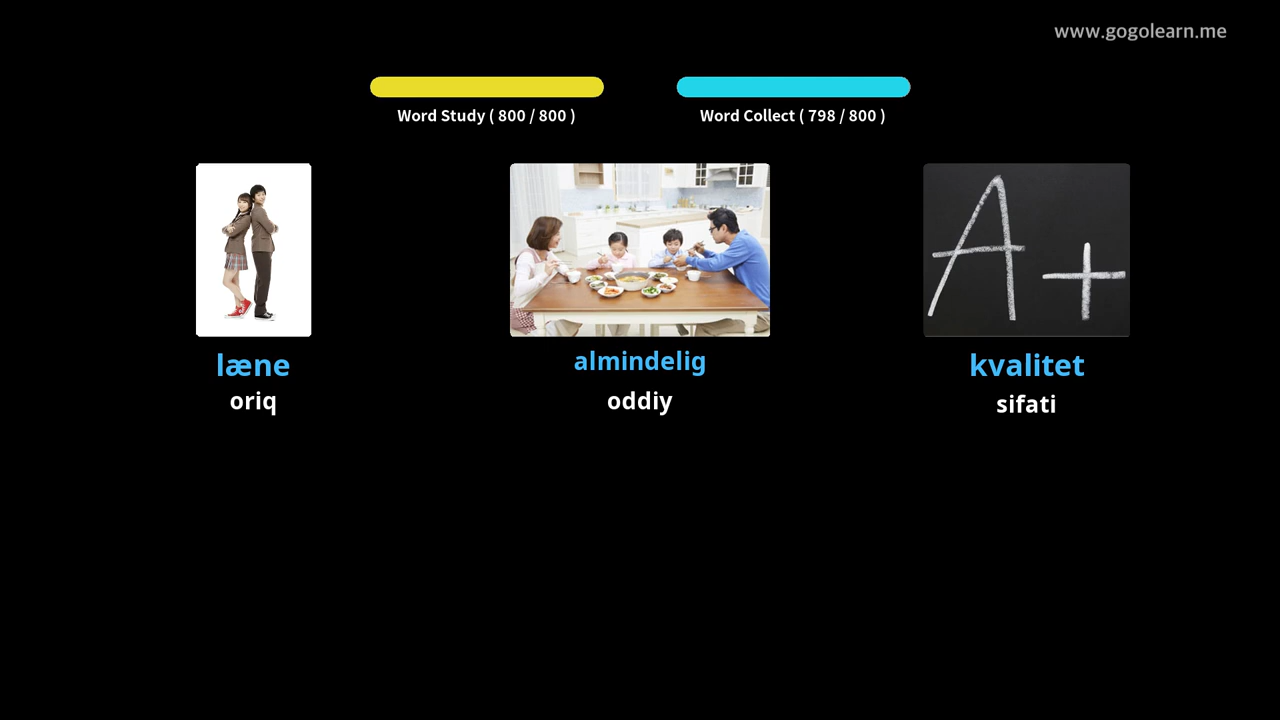 www.gogolearn.me
Word Study ( 800 / 800 )
Word Collect ( 798 / 800 )
A+
læne
almindelig
kvalitet
oriq
oddiy
sifati